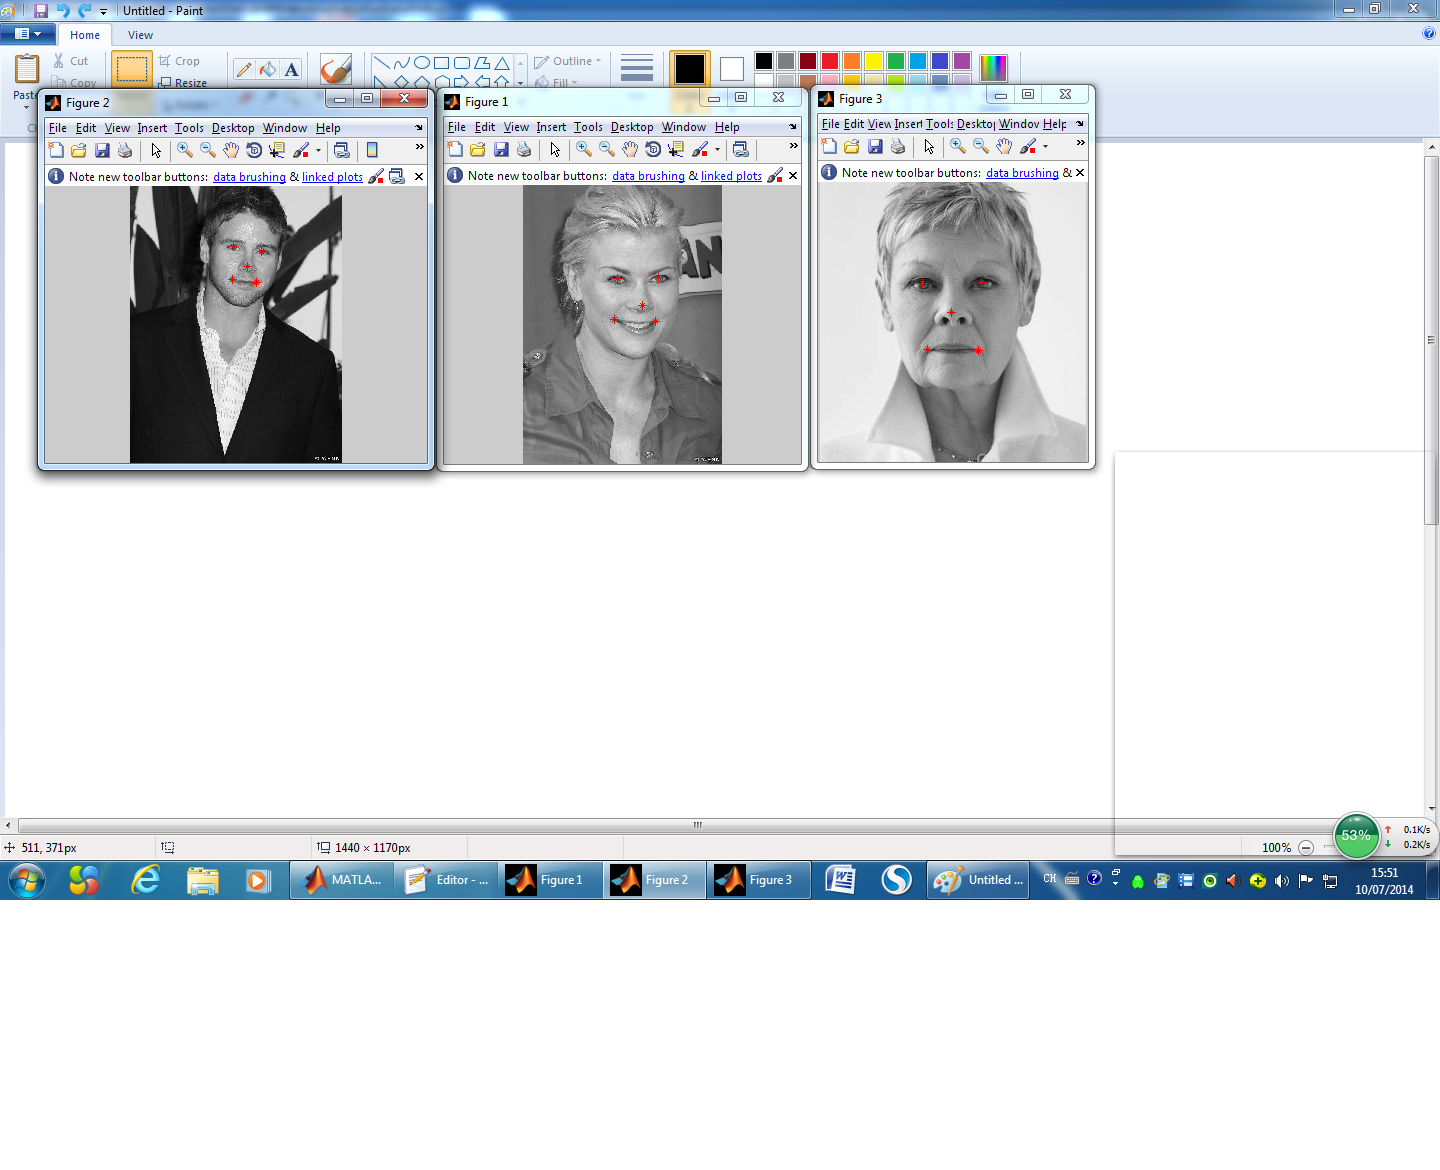 Untitled - Paint
Home View
Cut
Copy
Paste
Crop
Resize
A
Outline
Fill
Figure 2
File Edit View Insert Tools Desktop Window Help
Note new toolbar buttons: data brushing & linked plots
Figure 1
File Edit View Insert Tools Desktop Window Help
Note new toolbar buttons: data brushing & linked plots
AN
Figure 3
File Edit View Insert Tools Desktop Window Help
Note new toolbar buttons: data brushing &
511, 371px
1440 × 1170px
100%
53%
0.1K/s
0.2K/s
MATLA...
Editor - ...
Figure 1
Figure 2
Figure 3
Untitled ...
CH
15:51
10/07/2014